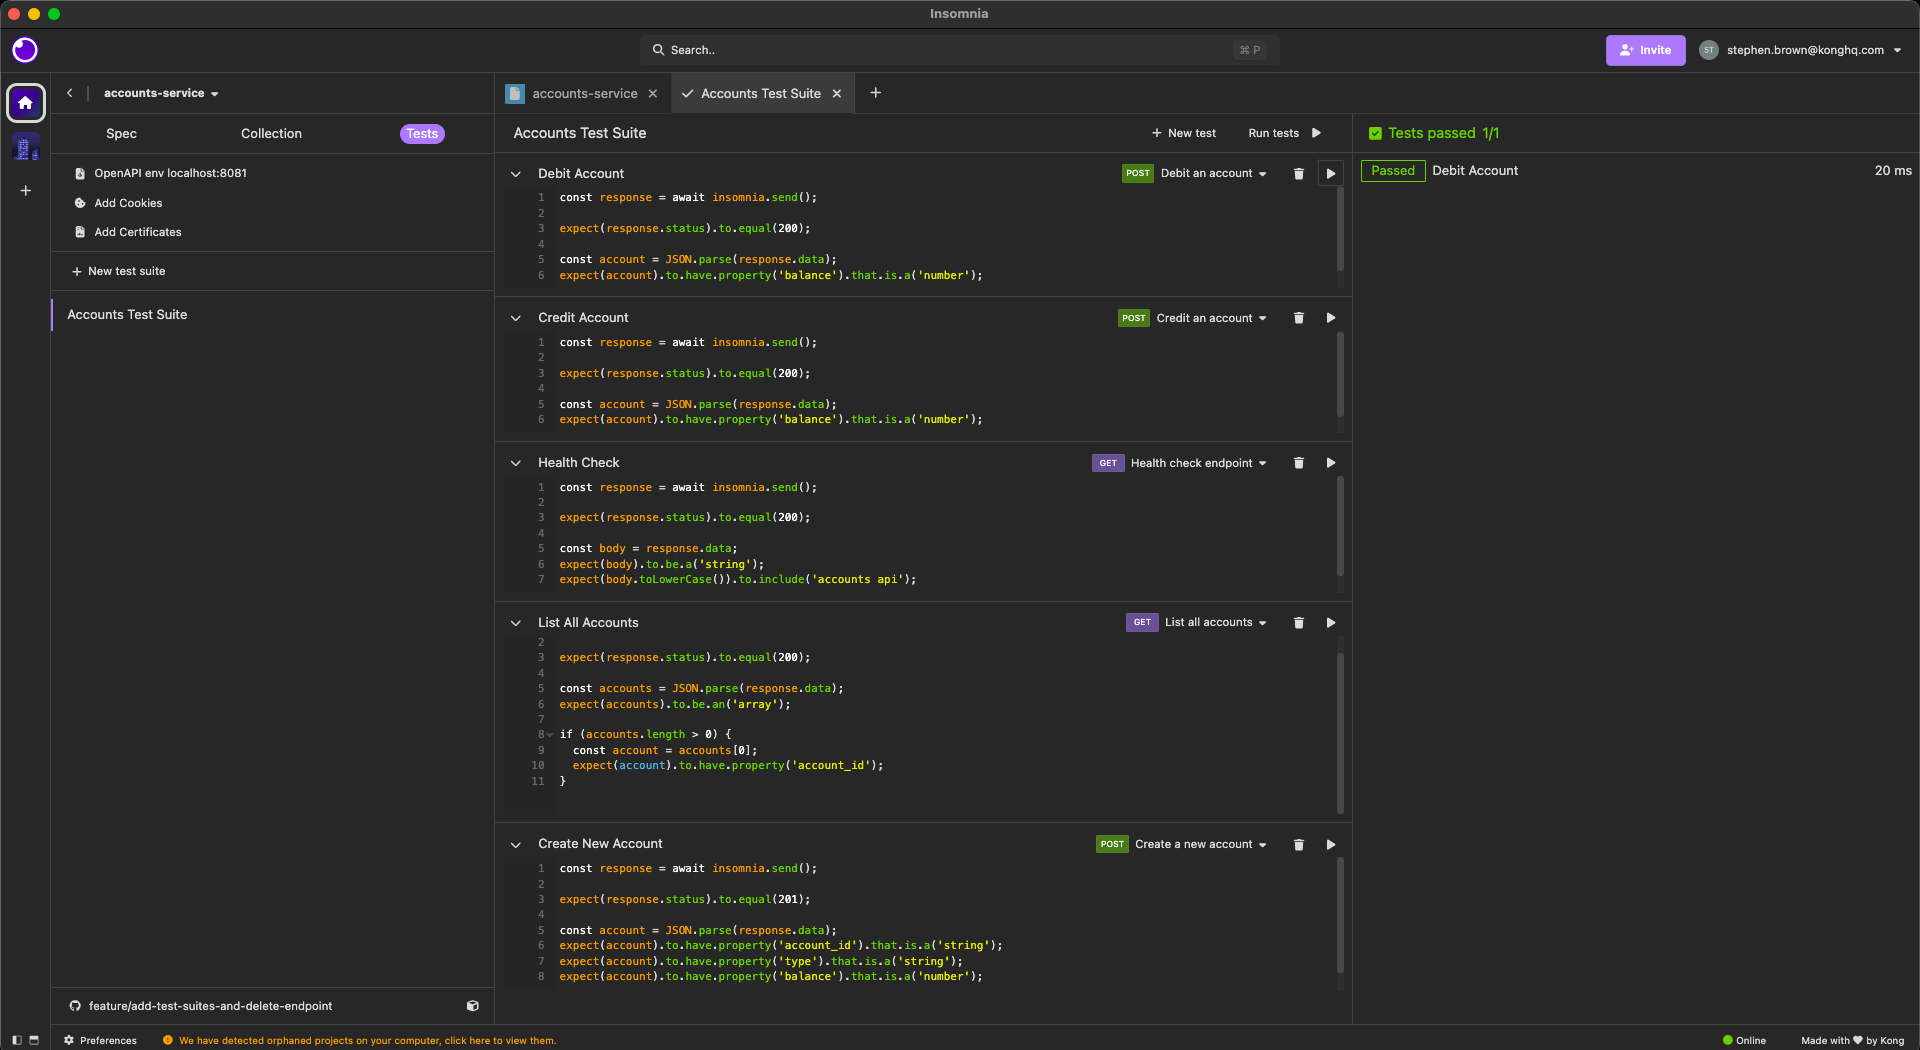 Insomnia
Search..
⌘ P
Invite
ST
stephen.brown@konghq.com
accounts-service
accounts-service
Accounts Test Suite
Spec
Collection
Tests
OpenAPI env localhost:8081
Add Cookies
Add Certificates
New test suite
Accounts Test Suite
Accounts Test Suite
New test
Run tests
Debit Account
POST Debit an account
1 const response = await insomnia.send();
2
3 expect(response.status).to.equal(200);
4
5 const account = JSON.parse(response.data);
6 expect(account).to.have.property('balance').that.is.a('number');
Credit Account
POST Credit an account
1 const response = await insomnia.send();
2
3 expect(response.status).to.equal(200);
4
5 const account = JSON.parse(response.data);
6 expect(account).to.have.property('balance').that.is.a('number');
Health Check
GET Health check endpoint
1 const response = await insomnia.send();
2
3 expect(response.status).to.equal(200);
4
5 const body = response.data;
6 expect(body).to.be.a('string');
7 expect(body.toLowerCase()).to.include('accounts api');
List All Accounts
GET List all accounts
2
3 expect(response.status).to.equal(200);
4
5 const accounts = JSON.parse(response.data);
6 expect(accounts).to.be.an('array');
7
8 if (accounts.length > 0) {
9 const account = accounts[0];
10 expect(account).to.have.property('account_id');
11 }
Create New Account
POST Create a new account
1 const response = await insomnia.send();
2
3 expect(response.status).to.equal(201);
4
5 const account = JSON.parse(response.data);
6 expect(account).to.have.property('account_id').that.is.a('string');
7 expect(account).to.have.property('type').that.is.a('string');
8 expect(account).to.have.property('balance').that.is.a('number');
Tests passed 1/1
Passed Debit Account 20 ms
feature/add-test-suites-and-delete-endpoint
Preferences
We have detected orphaned projects on your computer, click here to view them.
Online
Made with ♥ by Kong